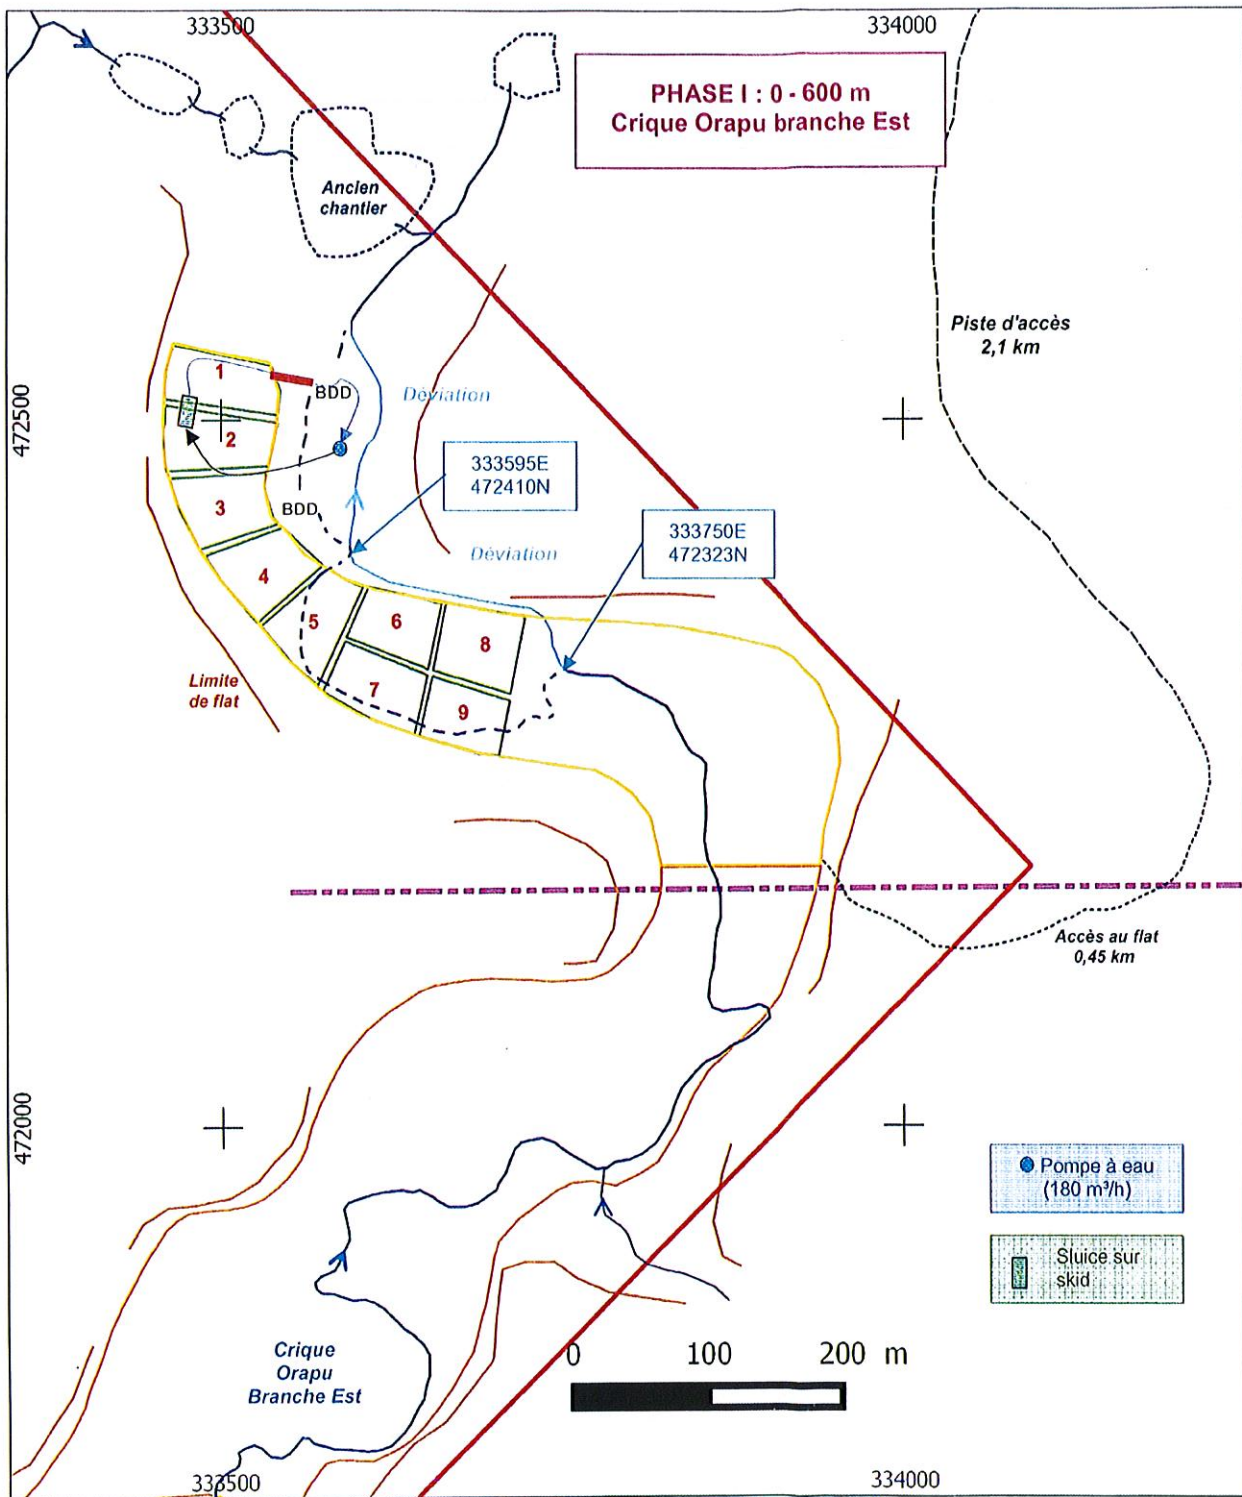 333500
334000
PHASE I : 0 - 600 m
Crique Orapu branche Est
Ancien
chantier
Piste d'accès
2,1 km
472500
1
BDD
Déviation
2
333595E
472410N
3
BDD
333750E
472323N
Déviation
4
5
6
8
Limite
de flat
7
9
Accès au flat
0,45 km
472000
Pompe à eau
(180 m³/h)
Sluice sur
skid
Crique
Orapu
Branche Est
0 100 200 m
333500
334000